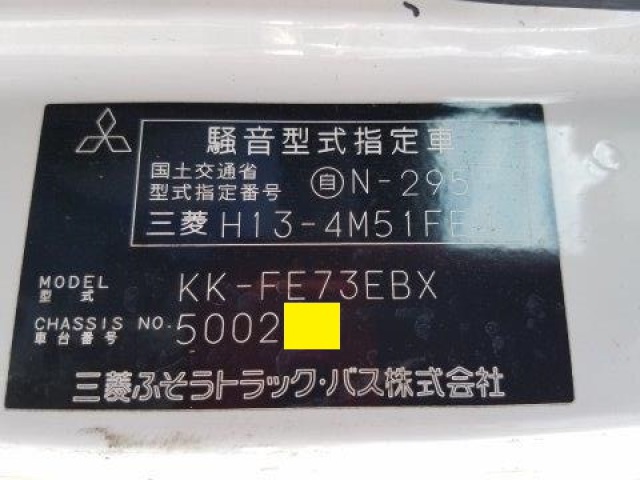 騒音型式指定車
国土交通省
型式指定番号 自N-295
三菱 H13-4M51FE
MODEL
型式 KK-FE73EBX
CHASSIS NO.
車台番号 5002
三菱ふそうトラック・バス株式会社